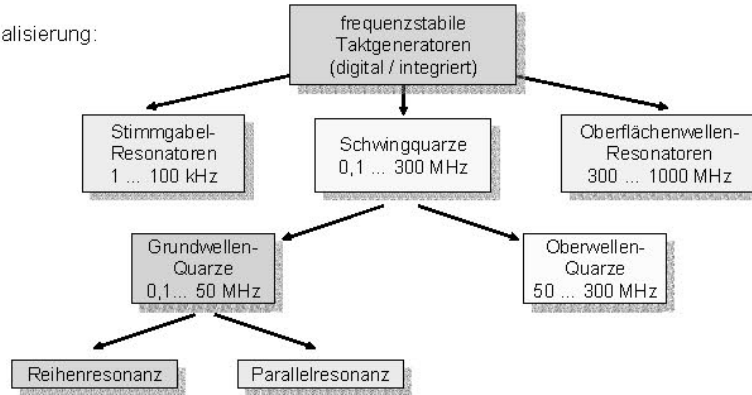 alisierung:
frequenzstabile
Taktgeneratoren
(digital / integriert)
Stimmgabel-
Resonatoren
1 ... 100 kHz
Schwingquarze
0,1 ... 300 MHz
Oberflächenwellen-
Resonatoren
300 ... 1000 MHz
Grundwellen-
Quarze
0,1... 50 MHz
Oberwellen-
Quarze
50 ... 300 MHz
Reihenresonanz
Parallelresonanz